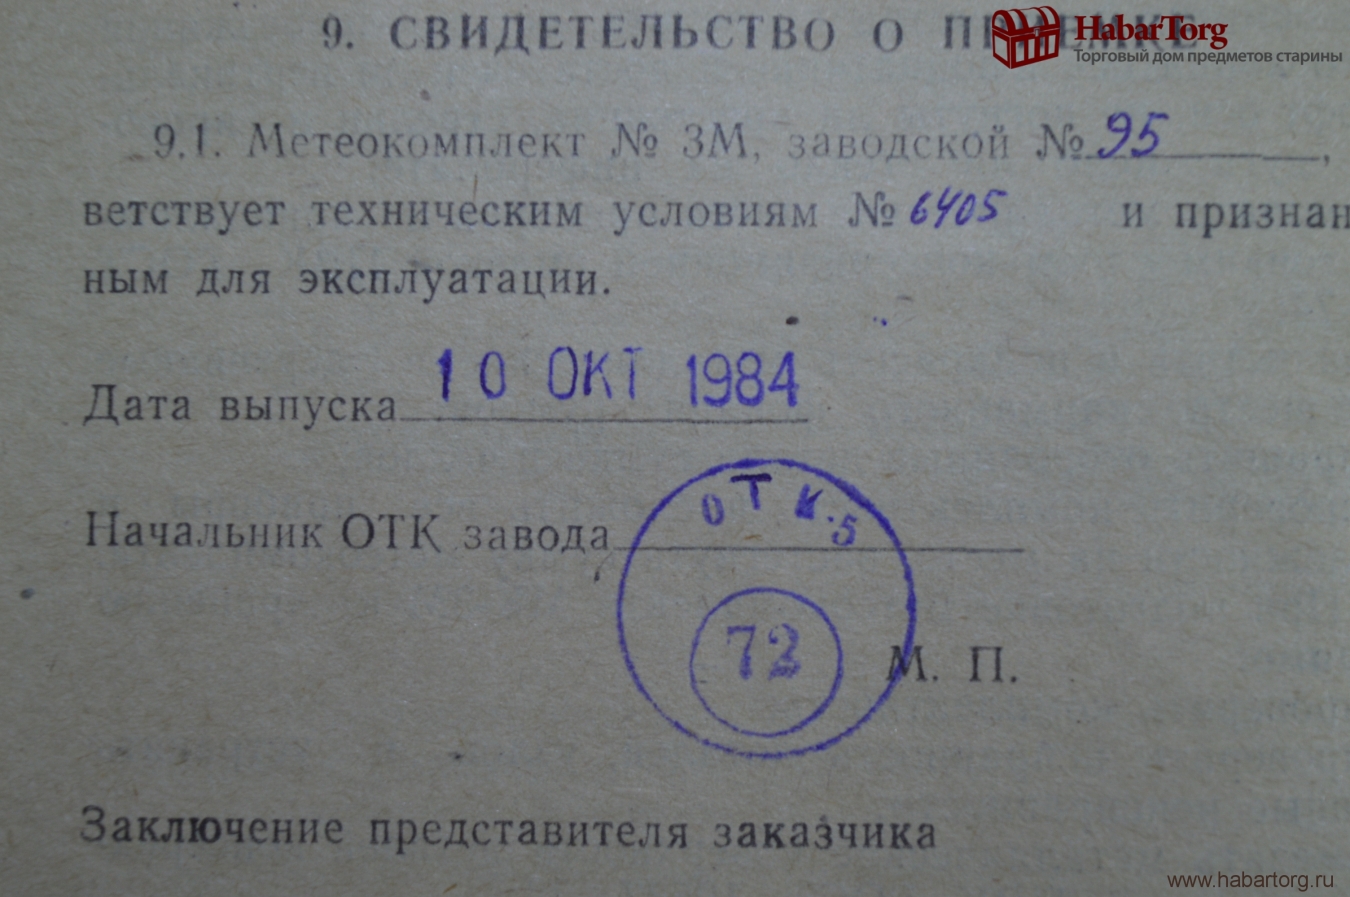 9. СВИДЕТЕЛЬСТВО О ПРИЕМКЕ
HabarTorg
Торговый дом предметов старины
9.1. Метеокомплект № 3М, заводской № 95,
ветствует техническим условиям № 6405 и признан
ным для эксплуатации.
Дата выпуска 10 ОКТ 1984
Начальник ОТК завода
ОТК.5
72
М. П.
Заключение представителя заказчика
www.habartorg.ru